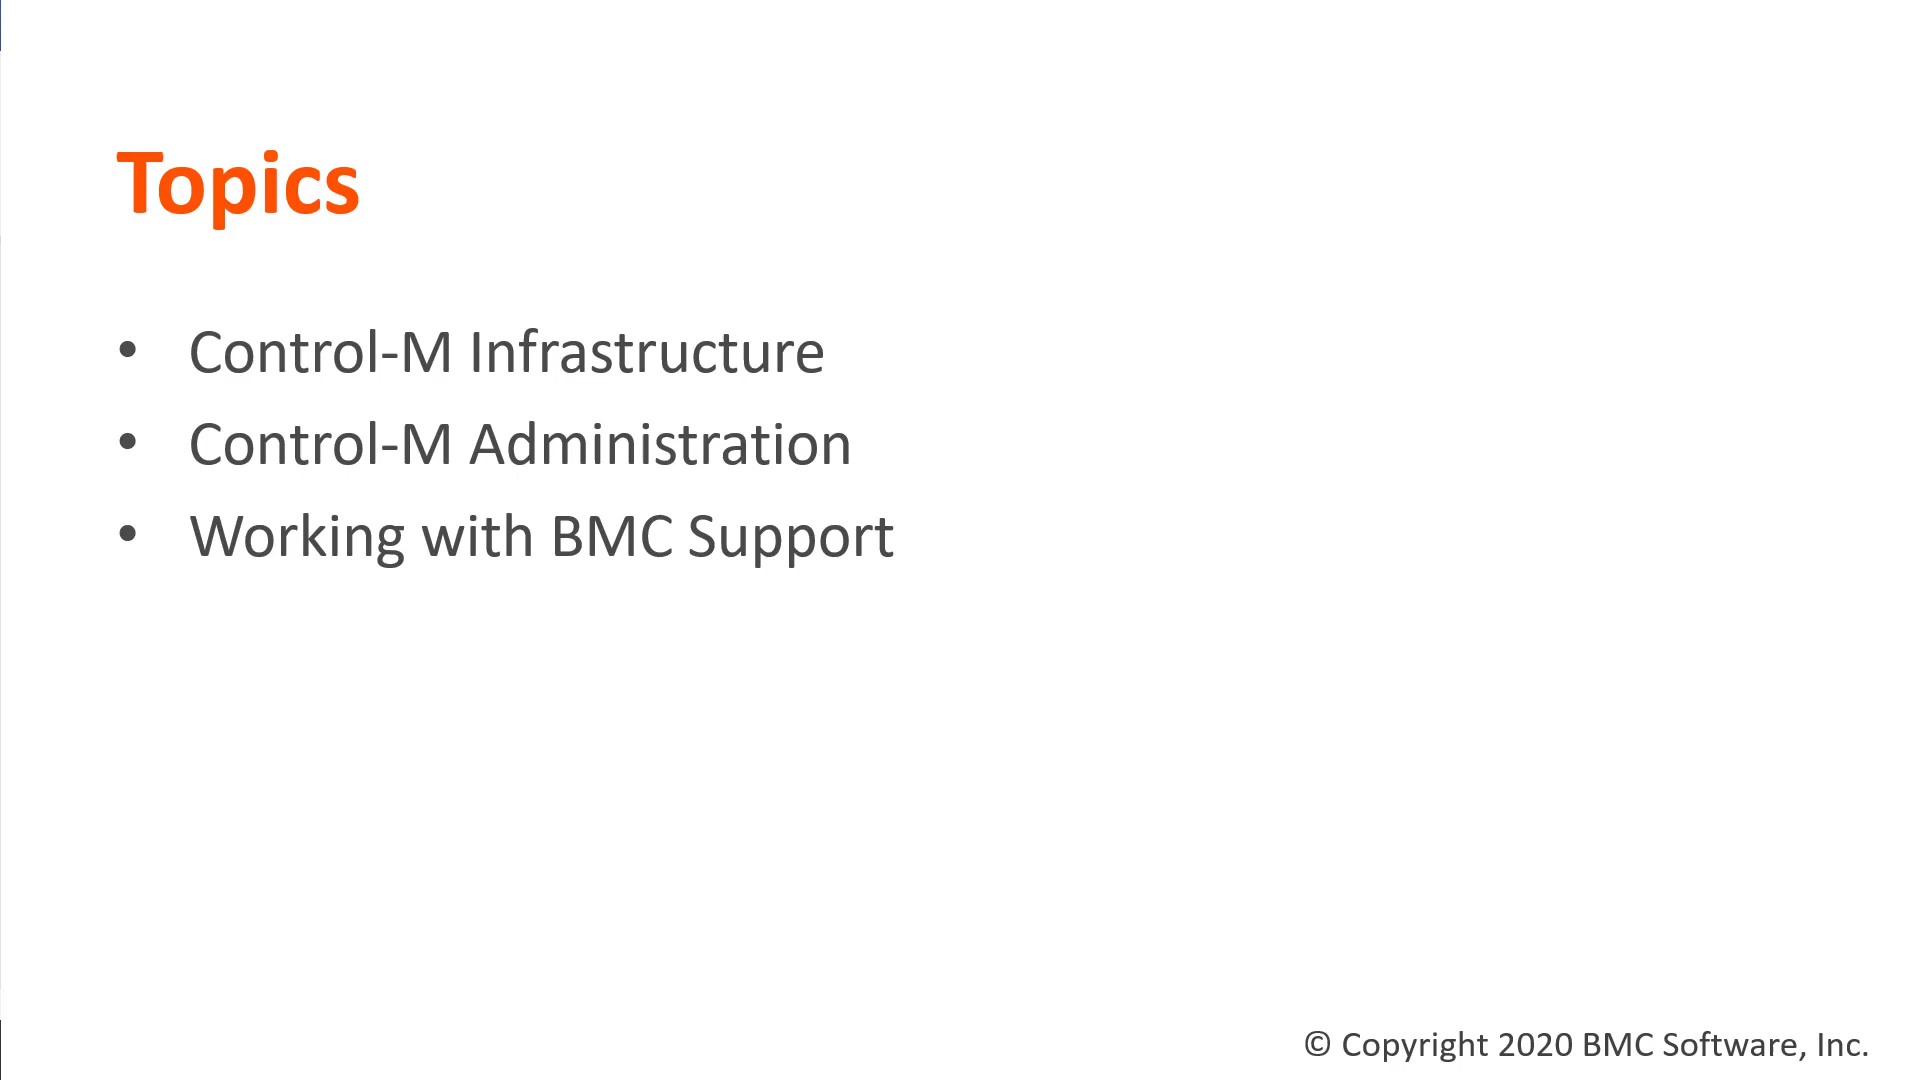 Topics
• Control-M Infrastructure
• Control-M Administration
• Working with BMC Support
© Copyright 2020 BMC Software, Inc.